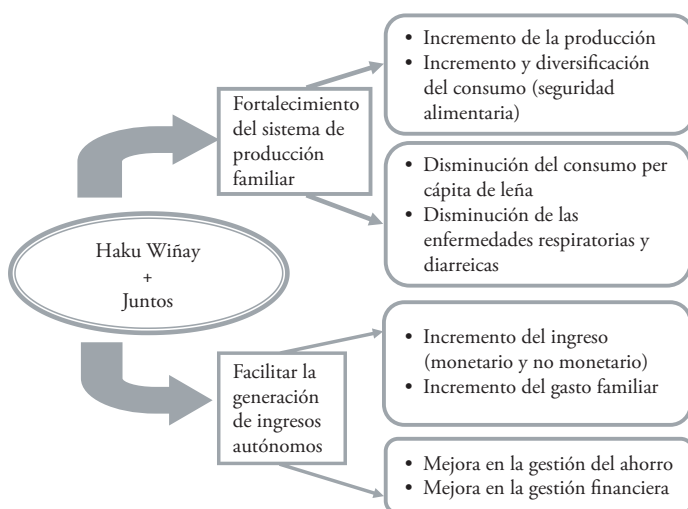 Haku Wiñay
+
Juntos
Fortalecimiento
del sistema de
producción
familiar
• Incremento de la producción
• Incremento y diversificación
del consumo (seguridad
alimentaria)
• Disminución del consumo per
cápita de leña
• Disminución de las
enfermedades respiratorias y
diarreicas
Facilitar la
generación
de ingresos
autónomos
• Incremento del ingreso
(monetario y no monetario)
• Incremento del gasto familiar
• Mejora en la gestión del ahorro
• Mejora en la gestión financiera